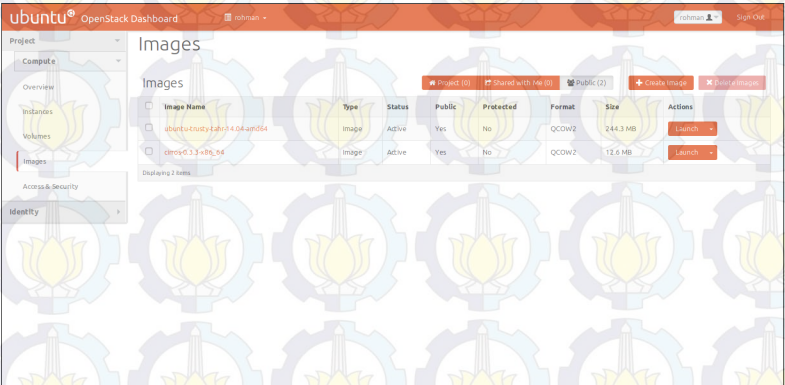 ubuntu® OpenStack Dashboard rohman rohman Sign Out
Project
Compute
Overview
Instances
Volumes
Images
Access & Security
Identity
Images
Images
Project (0) Shared with Me (0) Public (2) + Create Image ✖ Delete Images
Image Name Type Status Public Protected Format Size Actions
ubuntu-trusty-tahr-14.04-amd64 Image Active Yes No QCOW2 244.3 MB Launch
cirros-0.3.3-x86_64 Image Active Yes No QCOW2 12.6 MB Launch
Displaying 2 items